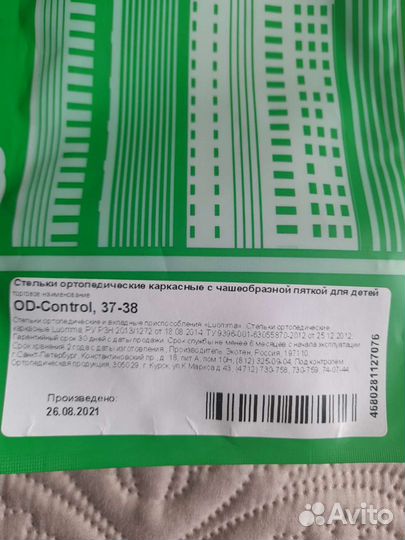 Стельки ортопедические каркасные с чашеобразной пяткой для детей
торговое наименование
OD-Control, 37-38
Стельки ортопедические и вкладные приспособления «Luomma». Стельки ортопедические
каркасные Luomma. РУ РЗН 2013/1272 от 18.08.2014. ТУ 9396-001-63055870-2012 от 25.12.2012.
Гарантийный срок 30 дней с даты продажи. Срок службы не менее 6 месяцев с начала эксплуатации
Срок хранения 2 года с даты изготовления. Производитель: Экотен, Россия, 197110
г.Санкт-Петербург, Константиновский пр., д. 18, лит А, пом 10Н, (812) 325-09-04. Под контролем
Ортопедическая продукция, 305029, г. Курск, ул.К.Маркса д.43, (4712) 730-758, 730-759, 74-07-44
Произведено:
26.08.2021
4680281127076
Avito